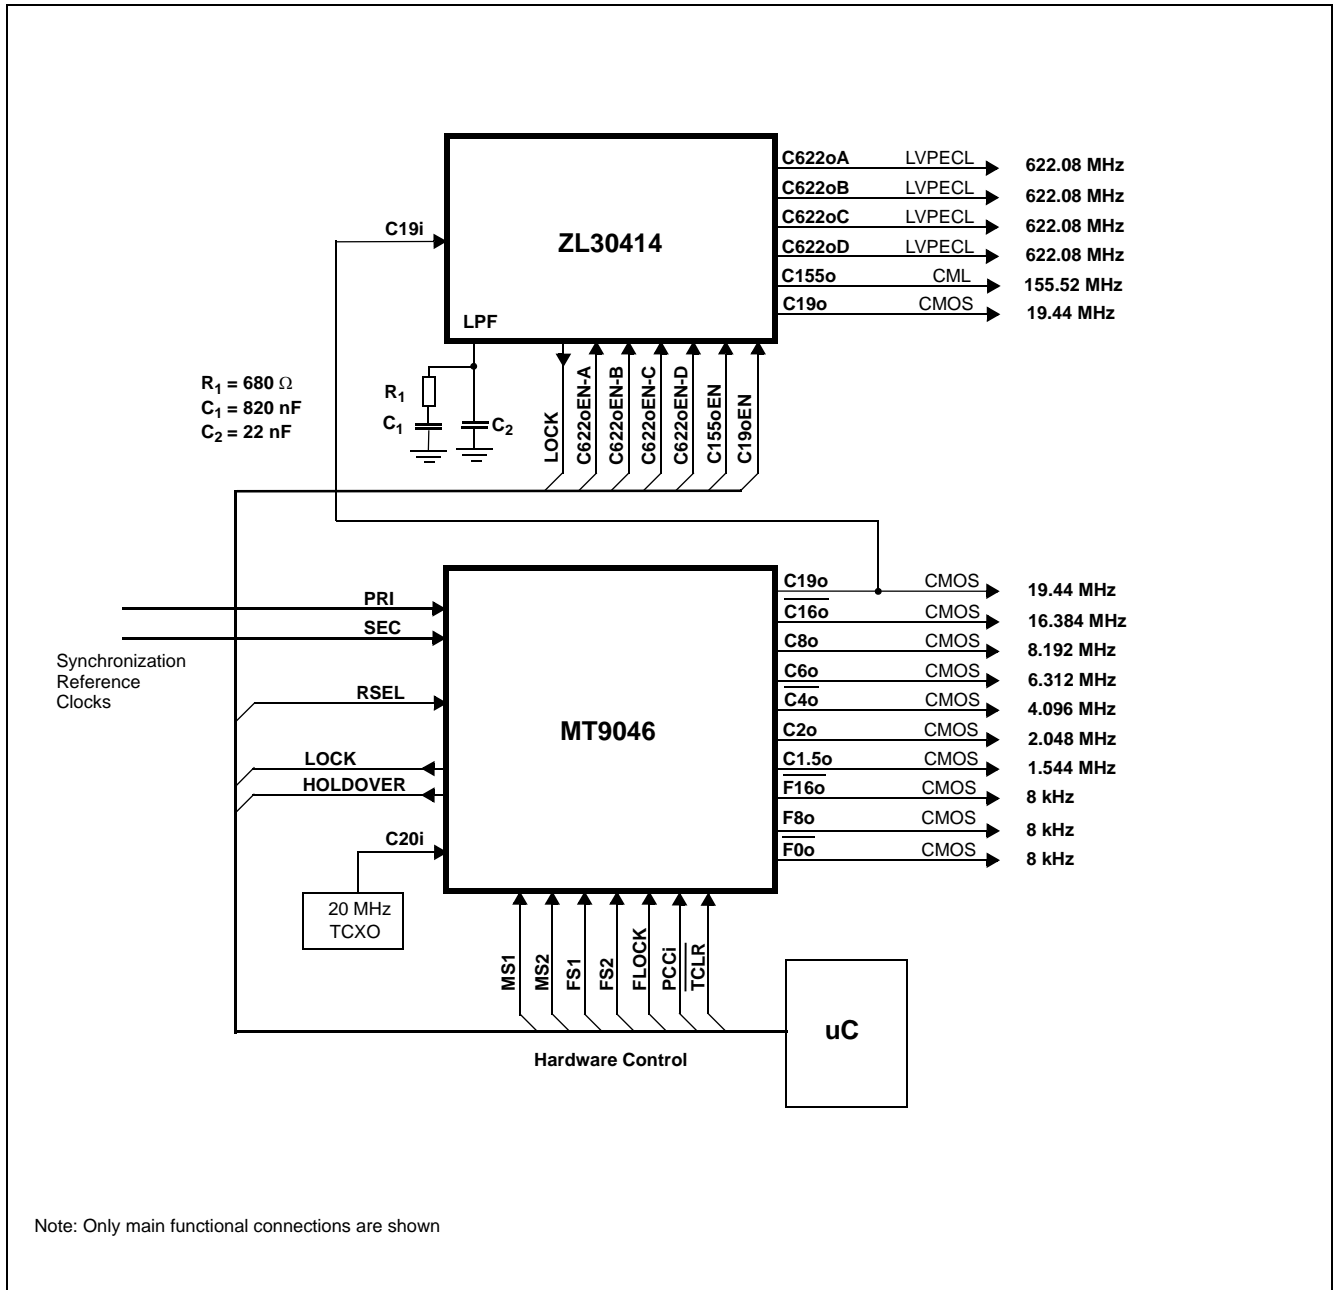 C622oA LVPECL 622.08 MHz
C622oB LVPECL 622.08 MHz
C622oC LVPECL 622.08 MHz
C622oD LVPECL 622.08 MHz
C155o CML 155.52 MHz
C19o CMOS 19.44 MHz
C19i
ZL30414
LPF
R1 = 680 Ω
C1 = 820 nF
C2 = 22 nF
R1
C1
C2
LOCK
C622oEN-A
C622oEN-B
C622oEN-C
C622oEN-D
C155oEN
C19oEN
PRI
SEC
Synchronization
Reference
Clocks
RSEL
LOCK
HOLDOVER
C20i
20 MHz
TCXO
MT9046
C19o CMOS 19.44 MHz
C̅1̅6̅o̅ CMOS 16.384 MHz
C8o CMOS 8.192 MHz
C6o CMOS 6.312 MHz
C̅4̅o̅ CMOS 4.096 MHz
C2o CMOS 2.048 MHz
C1.5o CMOS 1.544 MHz
F̅1̅6̅o̅ CMOS 8 kHz
F8o CMOS 8 kHz
F̅0̅o̅ CMOS 8 kHz
MS1
MS2
FS1
FS2
FLOCK
PCCi
T̅C̅L̅R̅
Hardware Control
uC
Note: Only main functional connections are shown